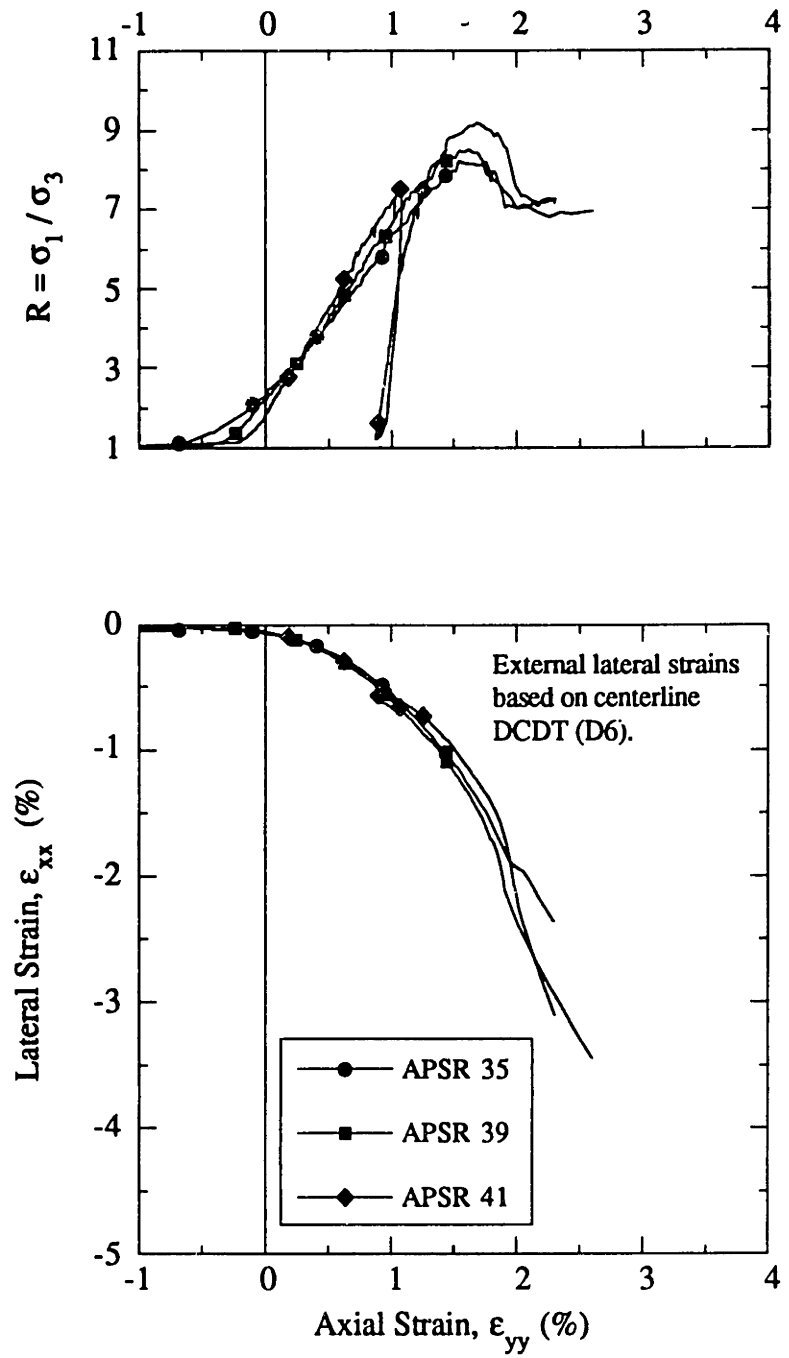 -1 0 1 - 2 3 4
11
9
7
5
3
1
R = σ1 / σ3
0
-1
-2
-3
-4
-5
Lateral Strain, εxx (%)
External lateral strains
based on centerline
DCDT (D6).
APSR 35
APSR 39
APSR 41
-1 0 1 2 3 4
Axial Strain, εyy (%)